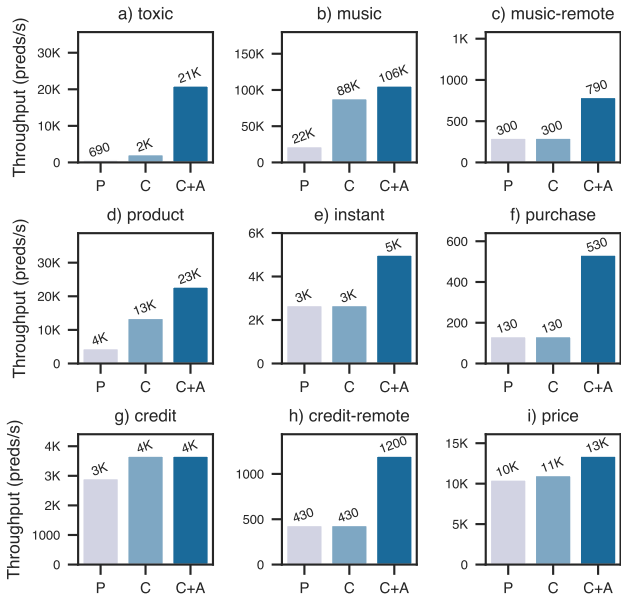 a) toxic
Throughput (preds/s)
30K
20K
10K
0
690
2K
21K
P C C+A
b) music
150K
100K
50K
0
22K
88K
106K
P C C+A
c) music-remote
1K
1000
500
0
300
300
790
P C C+A
d) product
Throughput (preds/s)
30K
20K
10K
0
4K
13K
23K
P C C+A
e) instant
6K
4K
2K
0
3K
3K
5K
P C C+A
f) purchase
600
400
200
0
130
130
530
P C C+A
g) credit
Throughput (preds/s)
4K
3K
2K
1000
0
3K
4K
4K
P C C+A
h) credit-remote
1000
500
0
430
430
1200
P C C+A
i) price
15K
10K
5K
0
10K
11K
13K
P C C+A